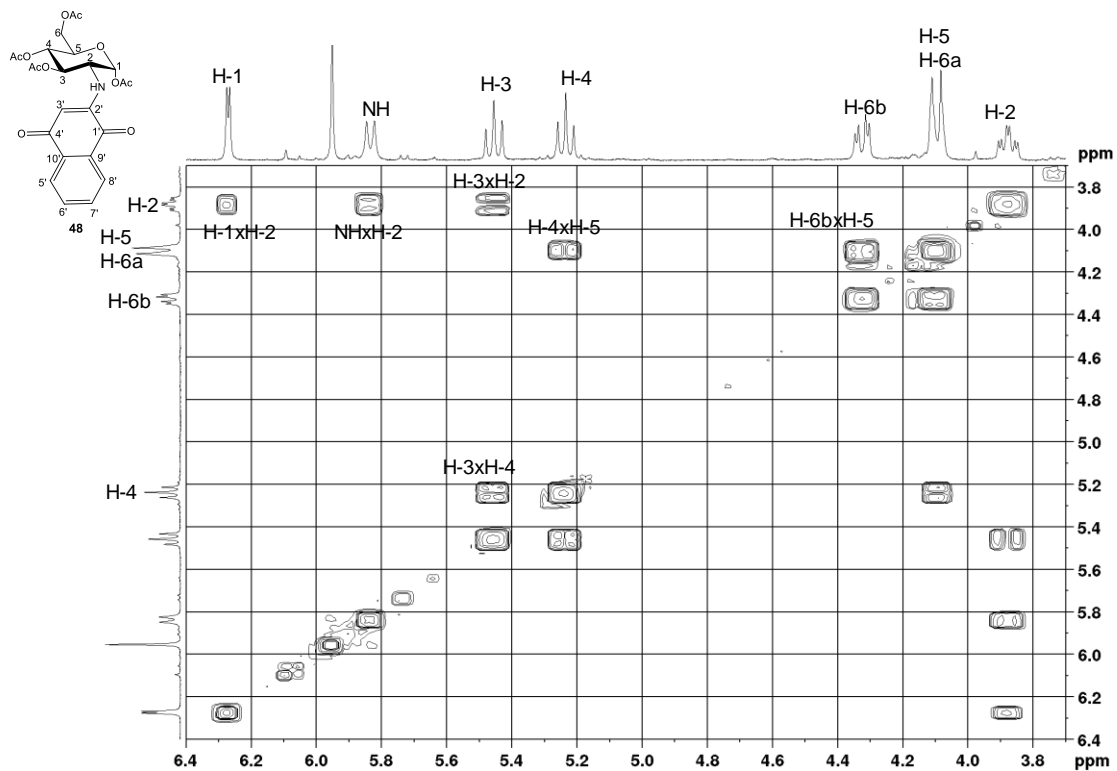 OAc
6
4
5
O
AcO
2
1
AcO
3
OAc
HN
3'
2'
O
4'
1'
O
10'
9'
5'
8'
6'
7'
48
H-1
NH
H-3
H-4
H-6b
H-5
H-6a
H-2
ppm
H-3xH-2
H-2
H-1xH-2
NHxH-2
H-4xH-5
H-6bxH-5
H-5
H-6a
H-6b
H-3xH-4
H-4
3.8
4.0
4.2
4.4
4.6
4.8
5.0
5.2
5.4
5.6
5.8
6.0
6.2
6.4
6.4 6.2 6.0 5.8 5.6 5.4 5.2 5.0 4.8 4.6 4.4 4.2 4.0 3.8 ppm